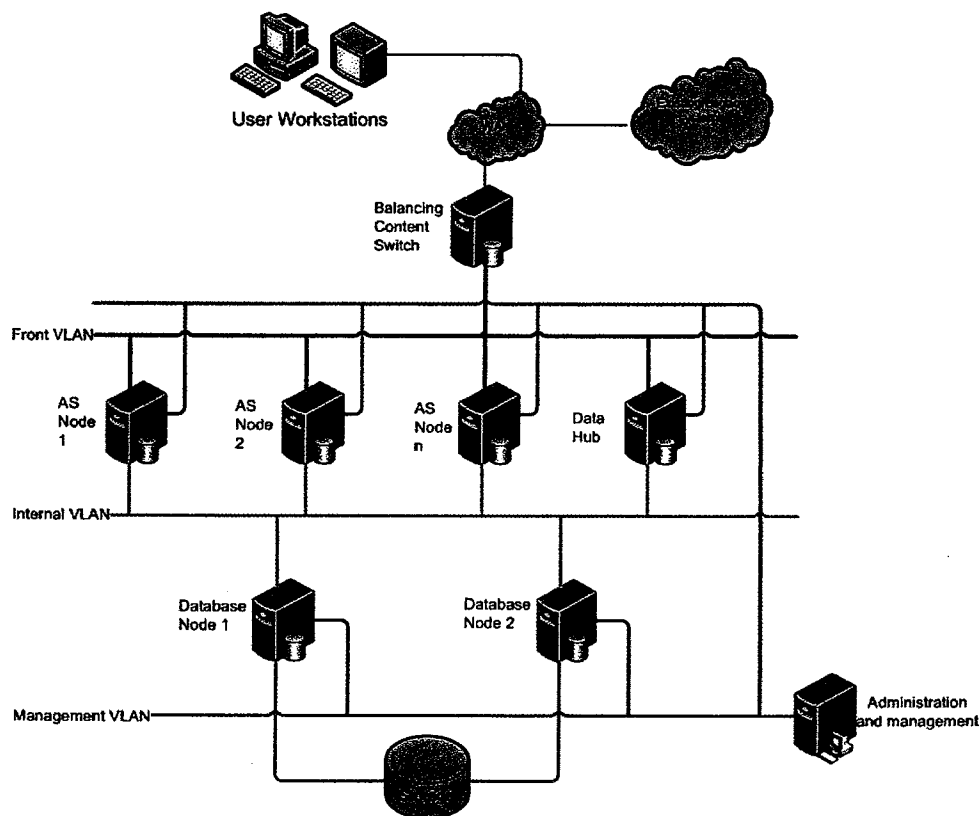 User Workstations
Balancing
Content
Switch
Front VLAN
AS
Node
1
AS
Node
2
AS
Node
n
Data
Hub
Internal VLAN
Database
Node 1
Database
Node 2
Management VLAN
Administration
and management